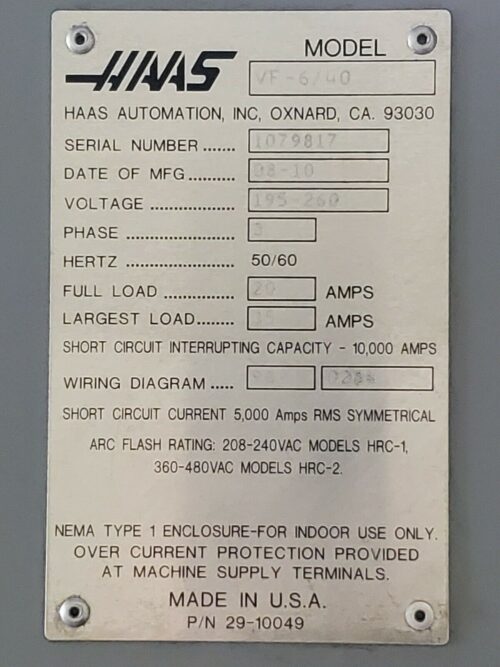 MODEL
HAAS VF-6/40
HAAS AUTOMATION, INC, OXNARD, CA. 93030
SERIAL NUMBER ....... 1079817
DATE OF MFG ......... 08-10
VOLTAGE ................ 195-260
PHASE ..................... 3
HERTZ ..................... 50/60
FULL LOAD .............. 20 AMPS
LARGEST LOAD........ AMPS
SHORT CIRCUIT INTERRUPTING CAPACITY - 10,000 AMPS
WIRING DIAGRAM .....
SHORT CIRCUIT CURRENT 5,000 Amps RMS SYMMETRICAL
ARC FLASH RATING: 208-240VAC MODELS HRC-1,
360-480VAC MODELS HRC-2.
NEMA TYPE 1 ENCLOSURE-FOR INDOOR USE ONLY.
OVER CURRENT PROTECTION PROVIDED
AT MACHINE SUPPLY TERMINALS.
MADE IN U.S.A.
P/N 29-10049